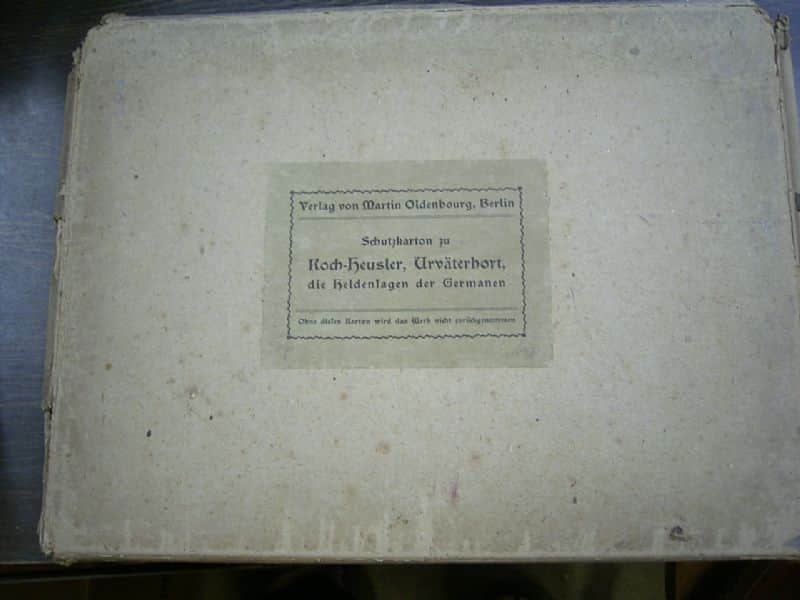 Verlag von Martin Oldenbourg, Berlin
Schutzkarton zu
Koch-Heusler, Urväterhort,
die Heldensagen der Germanen
Ohne diesen Karton wird das Werk nicht zurückgenommen